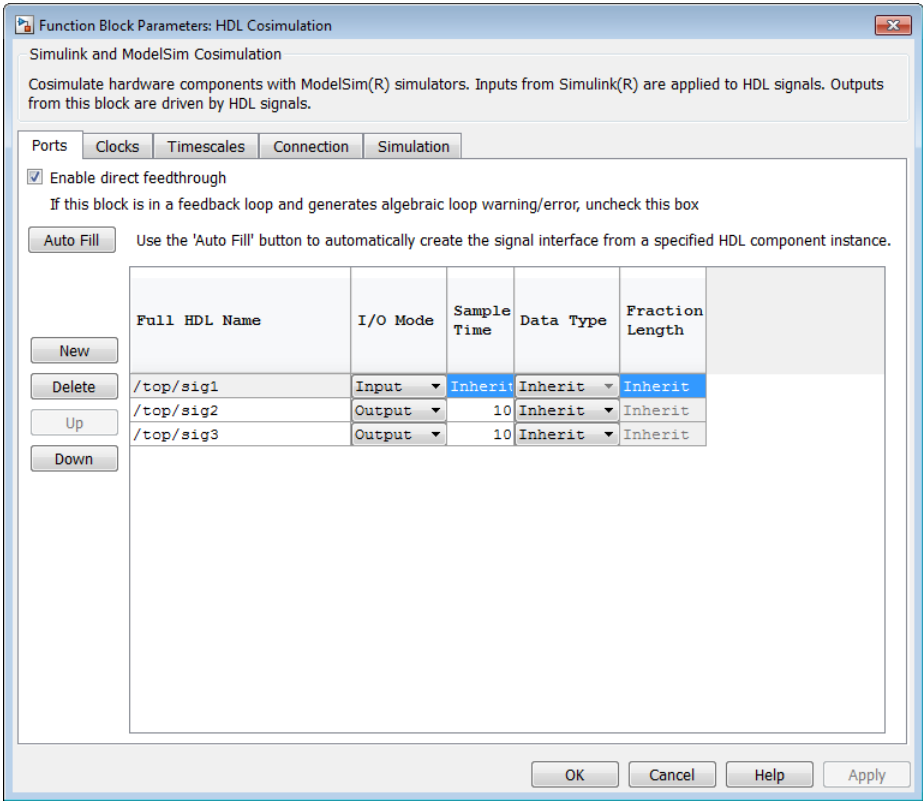 Function Block Parameters: HDL Cosimulation
Simulink and ModelSim Cosimulation
Cosimulate hardware components with ModelSim(R) simulators. Inputs from Simulink(R) are applied to HDL signals. Outputs
from this block are driven by HDL signals.
Ports Clocks Timescales Connection Simulation
Enable direct feedthrough
If this block is in a feedback loop and generates algebraic loop warning/error, uncheck this box
Auto Fill Use the 'Auto Fill' button to automatically create the signal interface from a specified HDL component instance.
Full HDL Name I/O Mode Sample Time Data Type Fraction Length
New
Delete /top/sig1 Input Inherit Inherit Inherit
Up /top/sig2 Output 10 Inherit Inherit
/top/sig3 Output 10 Inherit Inherit
Down
OK Cancel Help Apply